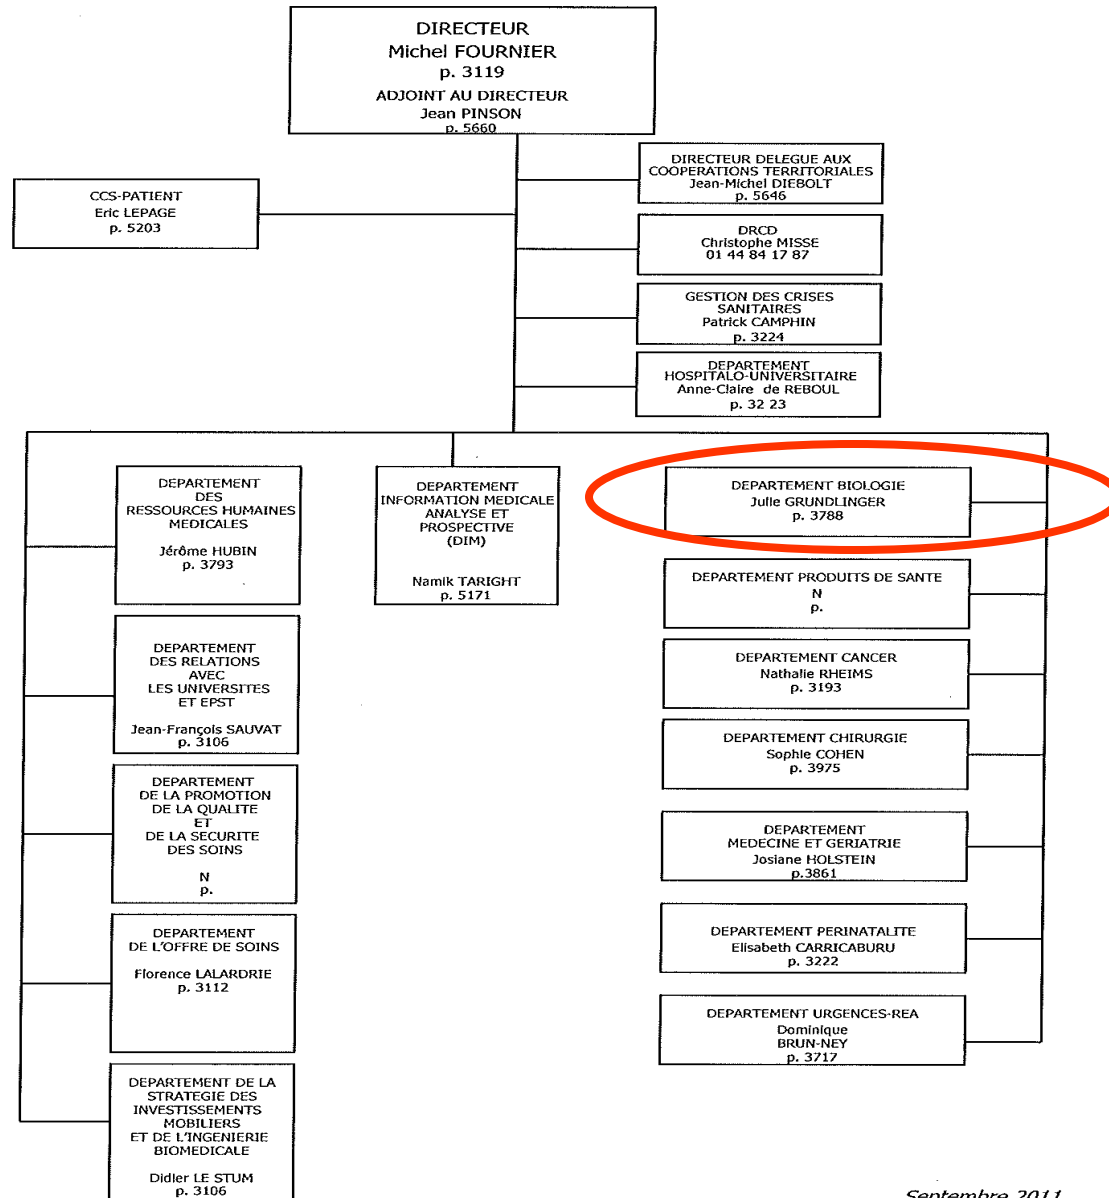 DIRECTEUR
Michel FOURNIER
p. 3119
ADJOINT AU DIRECTEUR
Jean PINSON
p. 5660
CCS-PATIENT
Eric LEPAGE
p. 5203
DIRECTEUR DELEGUE AUX
COOPERATIONS TERRITORIALES
Jean-Michel DIEBOLT
p. 5646
DRCD
Christophe MISSE
01 44 84 17 87
GESTION DES CRISES
SANITAIRES
Patrick CAMPHIN
p. 3224
DEPARTEMENT
HOSPITALO-UNIVERSITAIRE
Anne-Claire de REBOUL
p. 32 23
DEPARTEMENT
DES
RESSOURCES HUMAINES
MEDICALES
Jérôme HUBIN
p. 3793
DEPARTEMENT
DES RELATIONS
AVEC
LES UNIVERSITES
ET EPST
Jean-François SAUVAT
p. 3106
DEPARTEMENT
DE LA PROMOTION
DE LA QUALITE
ET
DE LA SECURITE
DES SOINS
N
p.
DEPARTEMENT
DE L'OFFRE DE SOINS
Florence LALARDRIE
p. 3112
DEPARTEMENT DE LA
STRATEGIE DES
INVESTISSEMENTS
MOBILIERS
ET DE L'INGENIERIE
BIOMEDICALE
Didier LE STUM
p. 3106
DEPARTEMENT
INFORMATION MEDICALE
ANALYSE ET
PROSPECTIVE
(DIM)
Namik TARIGHT
p. 5171
DEPARTEMENT BIOLOGIE
Julie GRUNDLINGER
p. 3788
DEPARTEMENT PRODUITS DE SANTE
N
p.
DEPARTEMENT CANCER
Nathalie RHEIMS
p. 3193
DEPARTEMENT CHIRURGIE
Sophie COHEN
p. 3975
DEPARTEMENT
MEDECINE ET GERIATRIE
Josiane HOLSTEIN
p.3861
DEPARTEMENT PERINATALITE
Elisabeth CARRICABURU
p. 3222
DEPARTEMENT URGENCES-REA
Dominique
BRUN-NEY
p. 3717
Septembre 2011